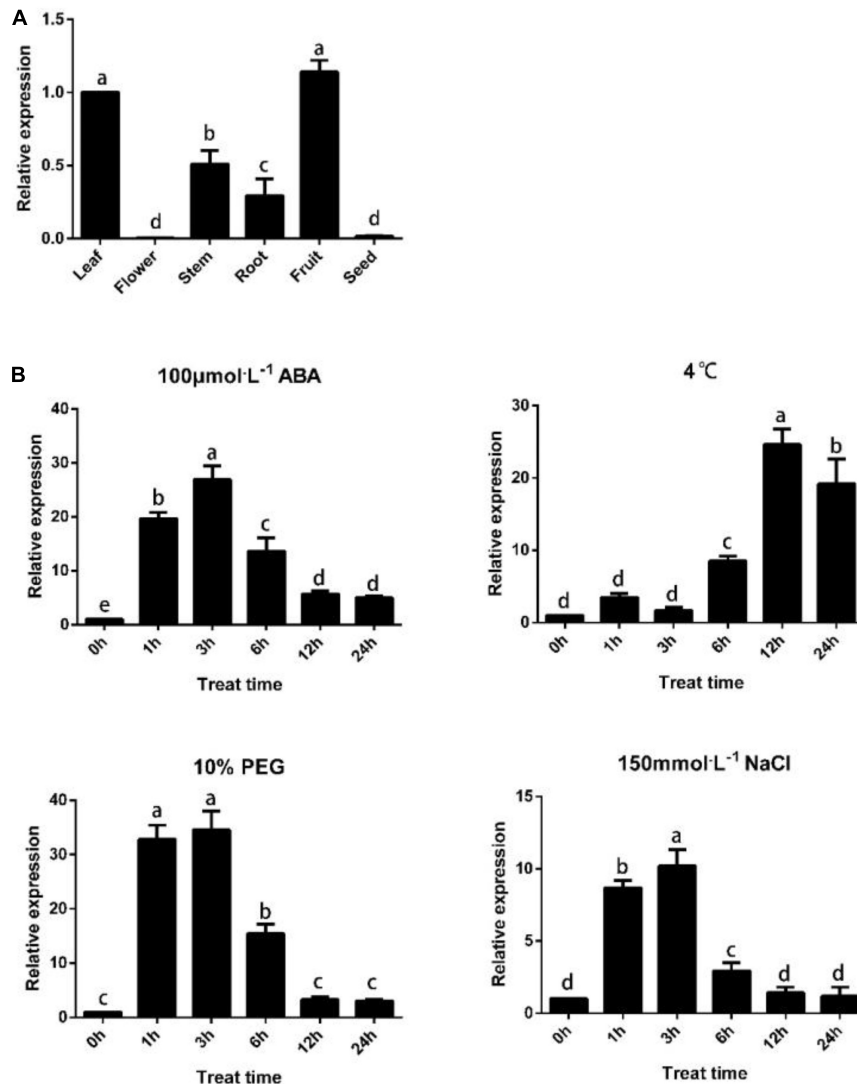 A
Relative expression
1.5
1.0
0.5
0.0
a
d
b
c
a
d
Leaf
Flower
Stem
Root
Fruit
Seed
B
100μmol·L⁻¹ ABA
Relative expression
40
30
20
10
0
e
b
a
c
d
d
0h
1h
3h
6h
12h
24h
Treat time
4℃
Relative expression
30
20
10
0
d
d
d
c
a
b
0h
1h
3h
6h
12h
24h
Treat time
10% PEG
Relative expression
40
30
20
10
0
c
a
a
b
c
c
0h
1h
3h
6h
12h
24h
Treat time
150mmol·L⁻¹ NaCl
Relative expression
15
10
5
0
d
b
a
c
d
d
0h
1h
3h
6h
12h
24h
Treat time